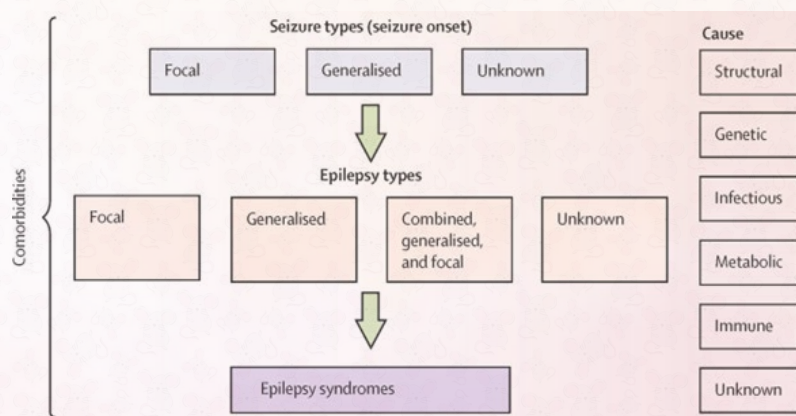 Seizure types (seizure onset)
Focal
Generalised
Unknown
Epilepsy types
Focal
Generalised
Combined,
generalised,
and focal
Unknown
Epilepsy syndromes
Comorbidities
Cause
Structural
Genetic
Infectious
Metabolic
Immune
Unknown